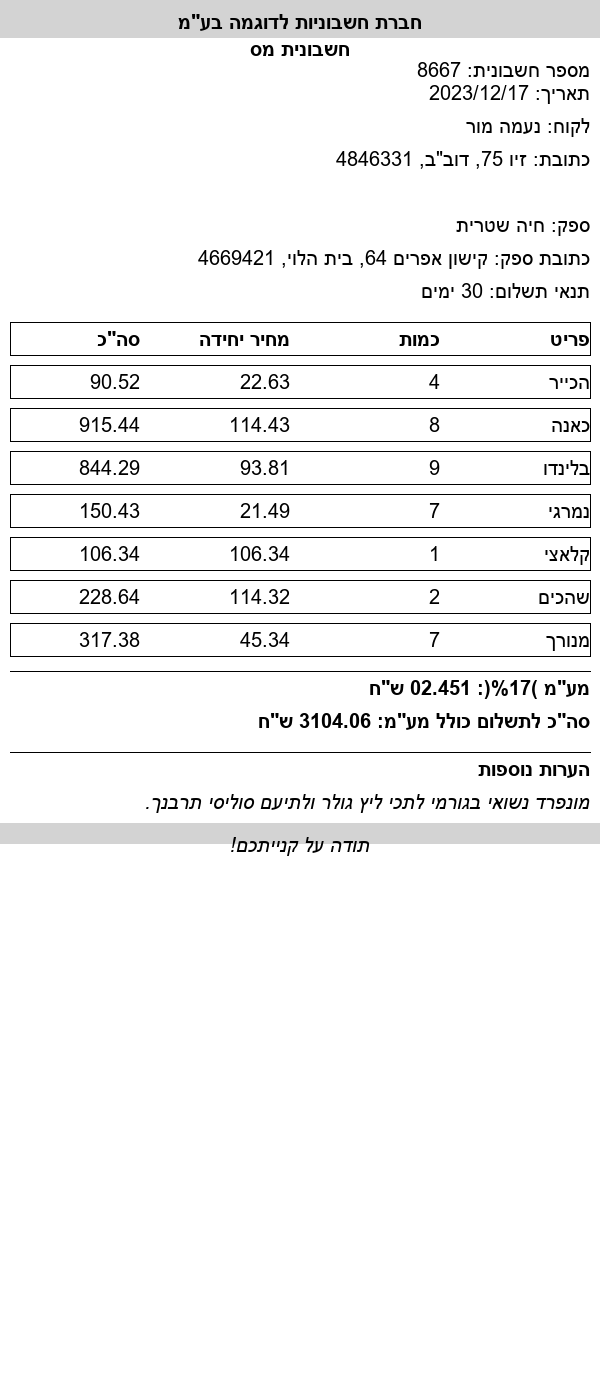 חברת חשבוניות לדוגמה בע"מ
חשבונית מס
מספר חשבונית: 8667
תאריך: 2023/12/17
לקוח: נעמה מור
כתובת: זיו 75, דוב"ב, 4846331
ספק: חיה שטרית
כתובת ספק: קישון אפרים 64, בית הלוי, 4669421
תנאי תשלום: 30 ימים
פריט כמות מחיר יחידה סה"כ
הכייר 4 22.63 90.52
כאנה 8 114.43 915.44
בלינדו 9 93.81 844.29
נמרגי 7 21.49 150.43
קלאצי 1 106.34 106.34
שהכים 2 114.32 228.64
מנורך 7 45.34 317.38
מע"מ )17%(: 02.451 ש"ח
סה"כ לתשלום כולל מע"מ: 3104.06 ש"ח
הערות נוספות
מונפרד נשואי בגורמי לתכי ליץ גולר ולתיעם סוליסי תרבנך.
תודה על קנייתכם!